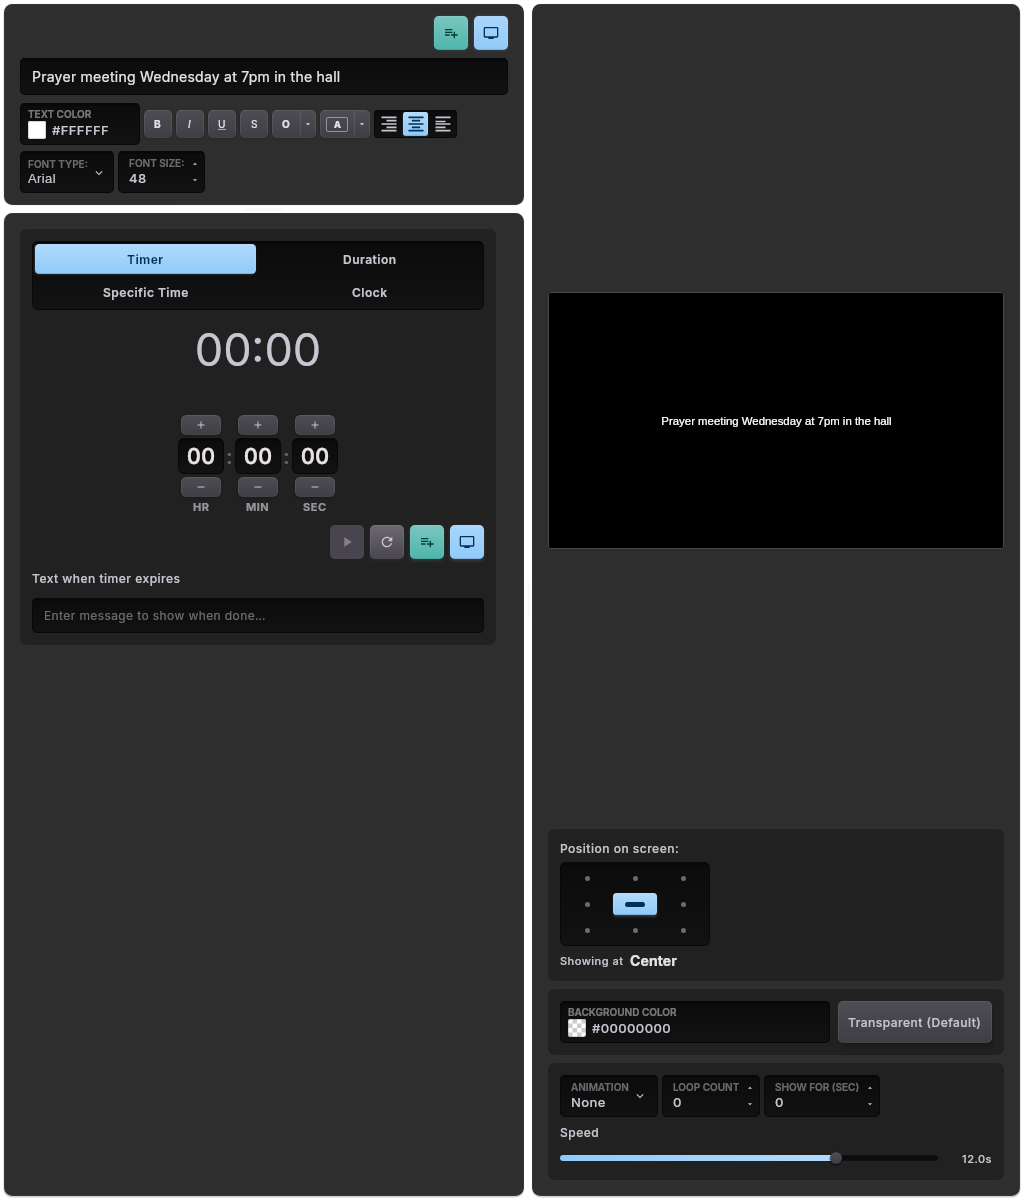 Prayer meeting Wednesday at 7pm in the hall
TEXT COLOR
#FFFFFF
B I U S O A
FONT TYPE:
Arial
FONT SIZE:
48
Timer
Duration
Specific Time
Clock
00:00
+ + +
00 : 00 : 00
− − −
HR MIN SEC
Text when timer expires
Enter message to show when done...
Prayer meeting Wednesday at 7pm in the hall
Position on screen:
Showing at Center
BACKGROUND COLOR
#00000000
Transparent (Default)
ANIMATION
None
LOOP COUNT
0
SHOW FOR (SEC)
0
Speed
12.0s